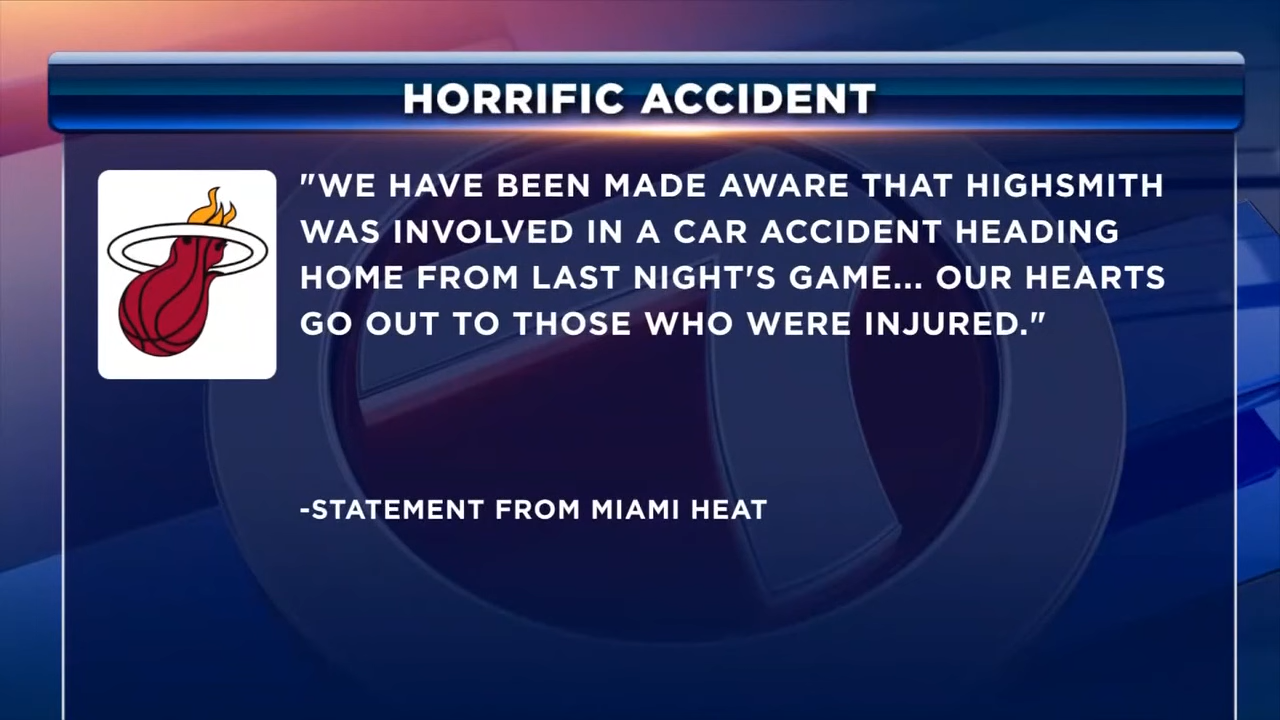 HORRIFIC ACCIDENT
"WE HAVE BEEN MADE AWARE THAT HIGHSMITH
WAS INVOLVED IN A CAR ACCIDENT HEADING
HOME FROM LAST NIGHT'S GAME... OUR HEARTS
GO OUT TO THOSE WHO WERE INJURED."
-STATEMENT FROM MIAMI HEAT